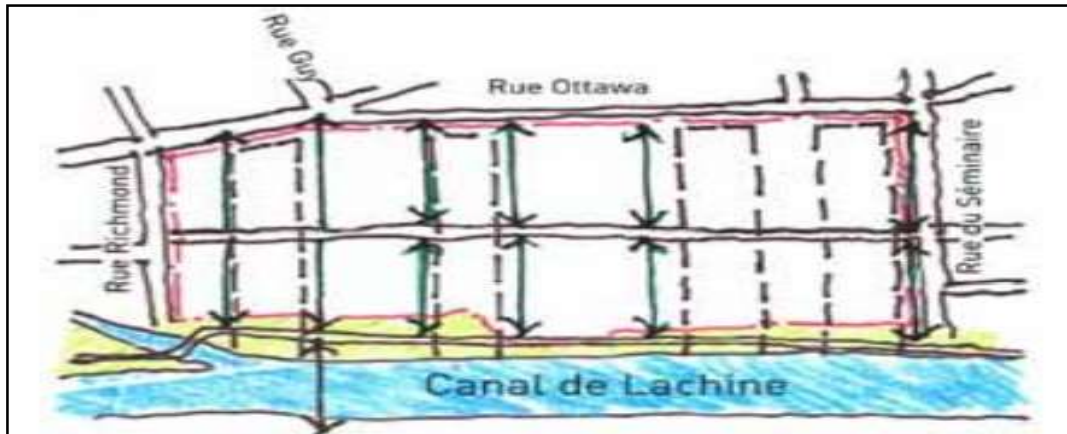 Rue Guy
Rue Ottawa
Rue Richmond
Rue du Séminaire
Canal de Lachine